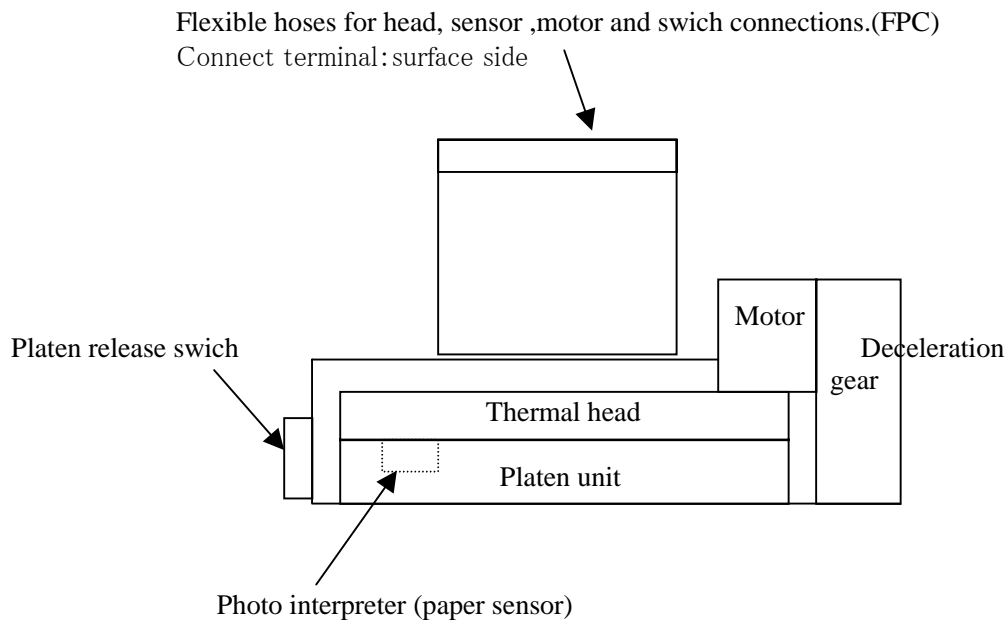 Flexible hoses for head, sensor ,motor and swich connections.(FPC)
Connect terminal:surface side
Motor
Platen release swich
Deceleration
gear
Thermal head
Platen unit
Photo interpreter (paper sensor)